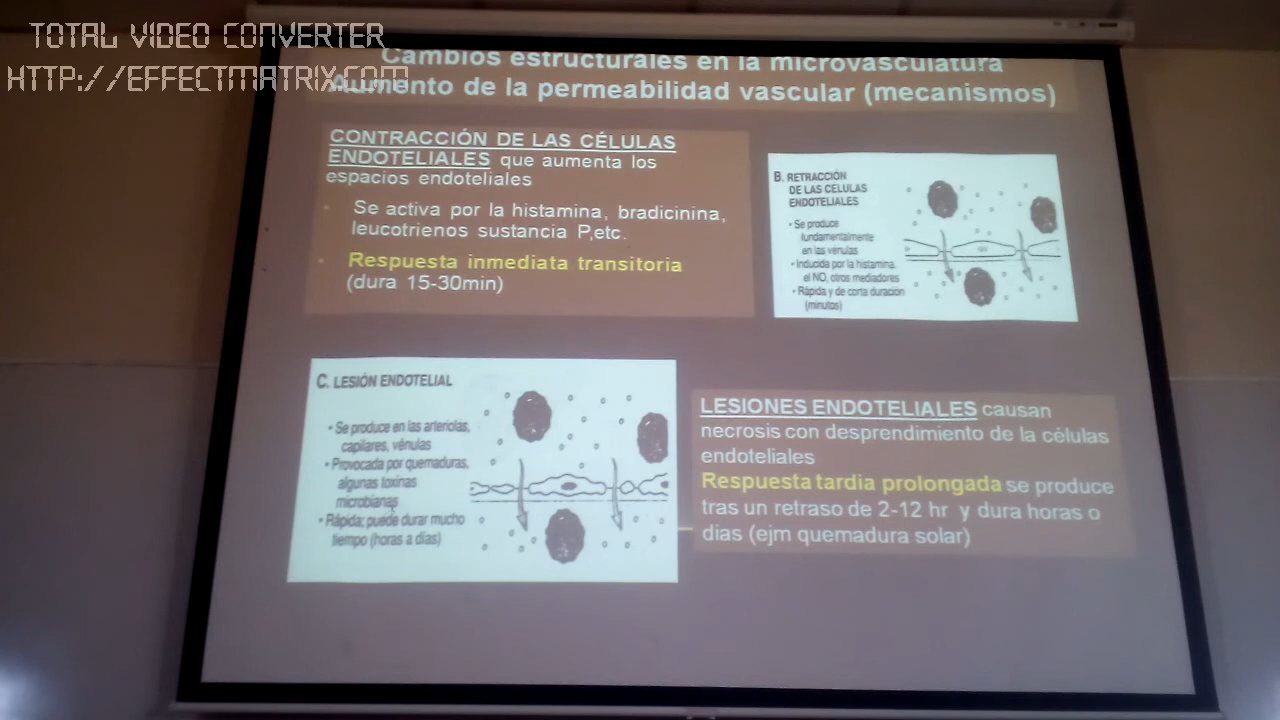 TOTAL VIDEO CONVERTER
HTTP://EFFECTMATRIX.COM
Cambios estructurales en la microvasculatura
Aumento de la permeabilidad vascular (mecanismos)
CONTRACCIÓN DE LAS CÉLULAS
ENDOTELIALES que aumenta los
espacios endoteliales
• Se activa por la histamina, bradicinina,
leucotrienos sustancia P,etc.
• Respuesta inmediata transitoria
(dura 15-30min)
B. RETRACCIÓN
DE LAS CÉLULAS
ENDOTELIALES
• Se produce
fundamentalmente
en las vénulas
• Inducida por la histamina,
el NO, otros mediadores
• Rápida y de corta duración
(minutos)
C. LESIÓN ENDOTELIAL
• Se produce en las arteriolas,
capilares, vénulas
• Provocada por quemaduras,
algunas toxinas
microbianas
• Rápida; puede durar mucho
tiempo (horas a días)
LESIONES ENDOTELIALES causan
necrosis con desprendimiento de la células
endoteliales
Respuesta tardia prolongada se produce
tras un retraso de 2-12 hr y dura horas o
días (ejm quemadura solar)